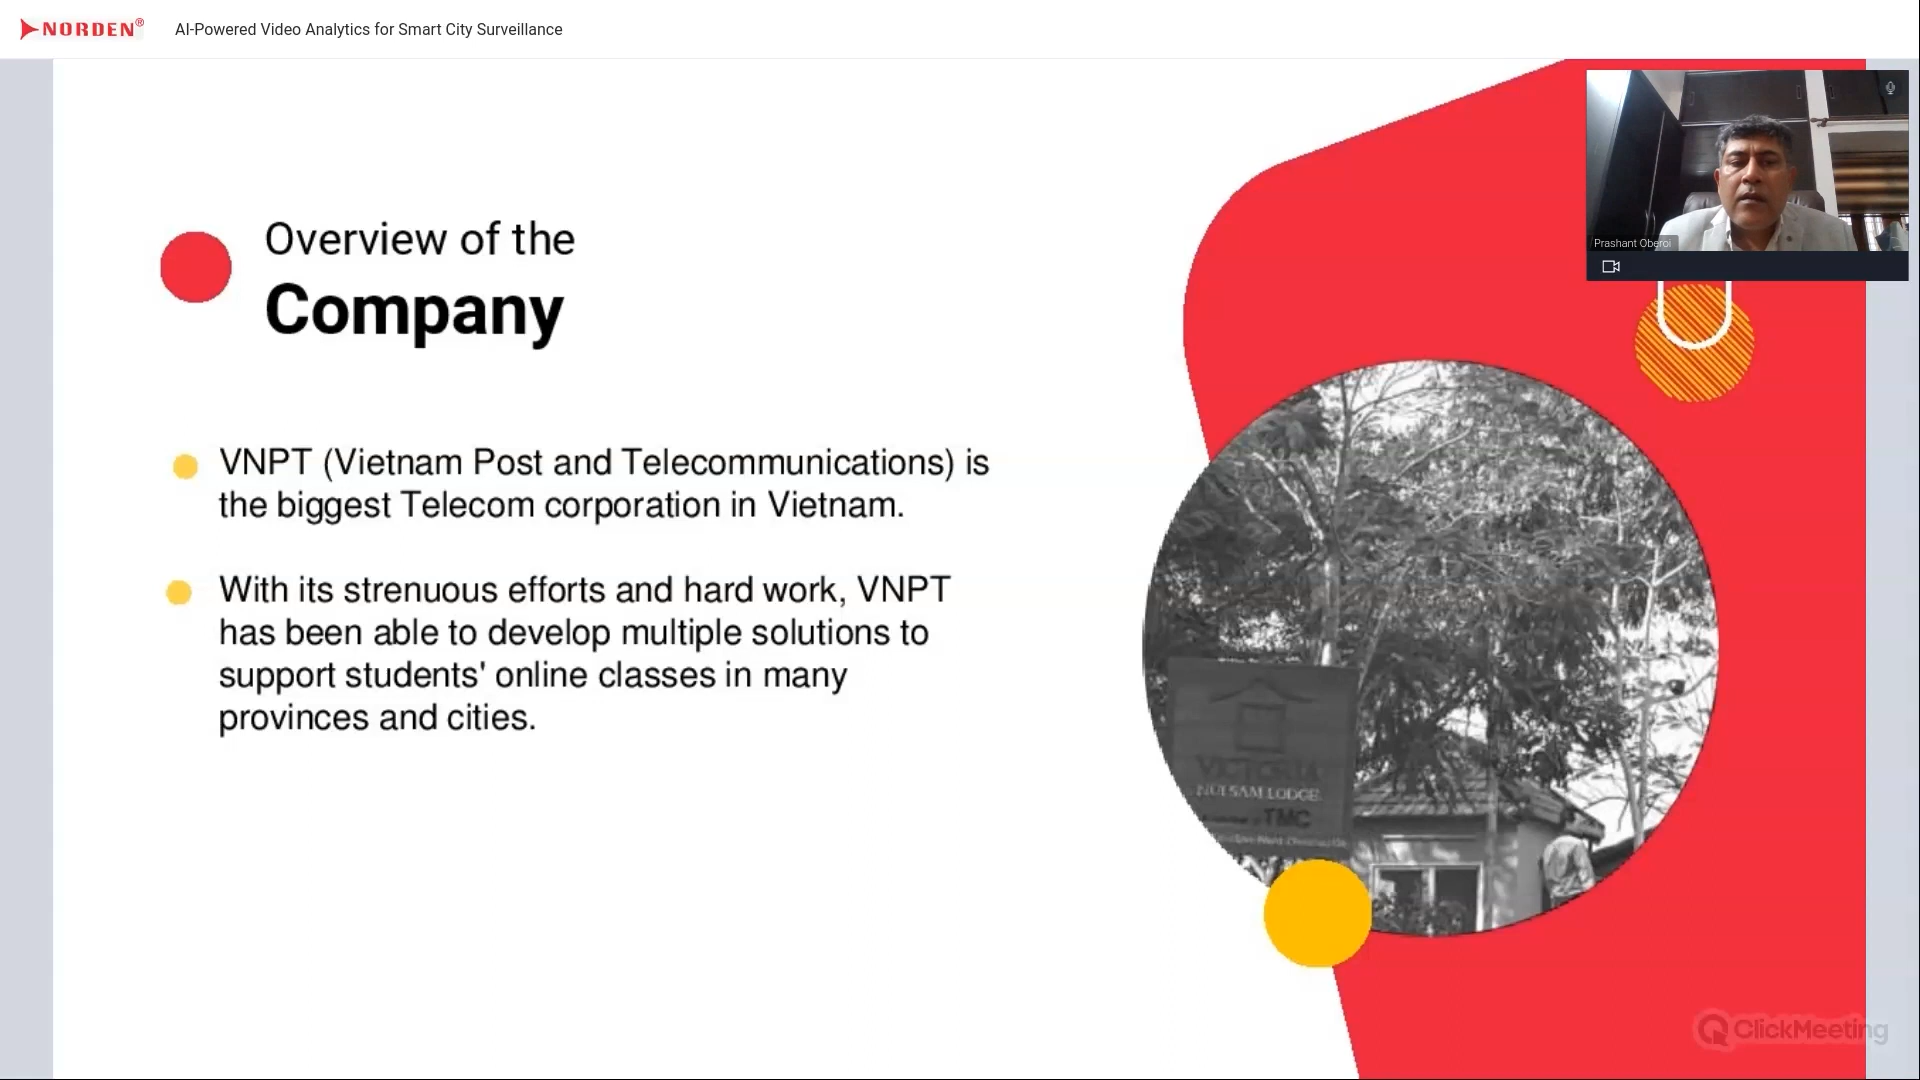 NORDEN®
AI-Powered Video Analytics for Smart City Surveillance
Prashant Oberoi
Overview of the
Company
VNPT (Vietnam Post and Telecommunications) is
the biggest Telecom corporation in Vietnam.
With its strenuous efforts and hard work, VNPT
has been able to develop multiple solutions to
support students' online classes in many
provinces and cities.
VICTORIA
LODGE
TMC
ClickMeeting